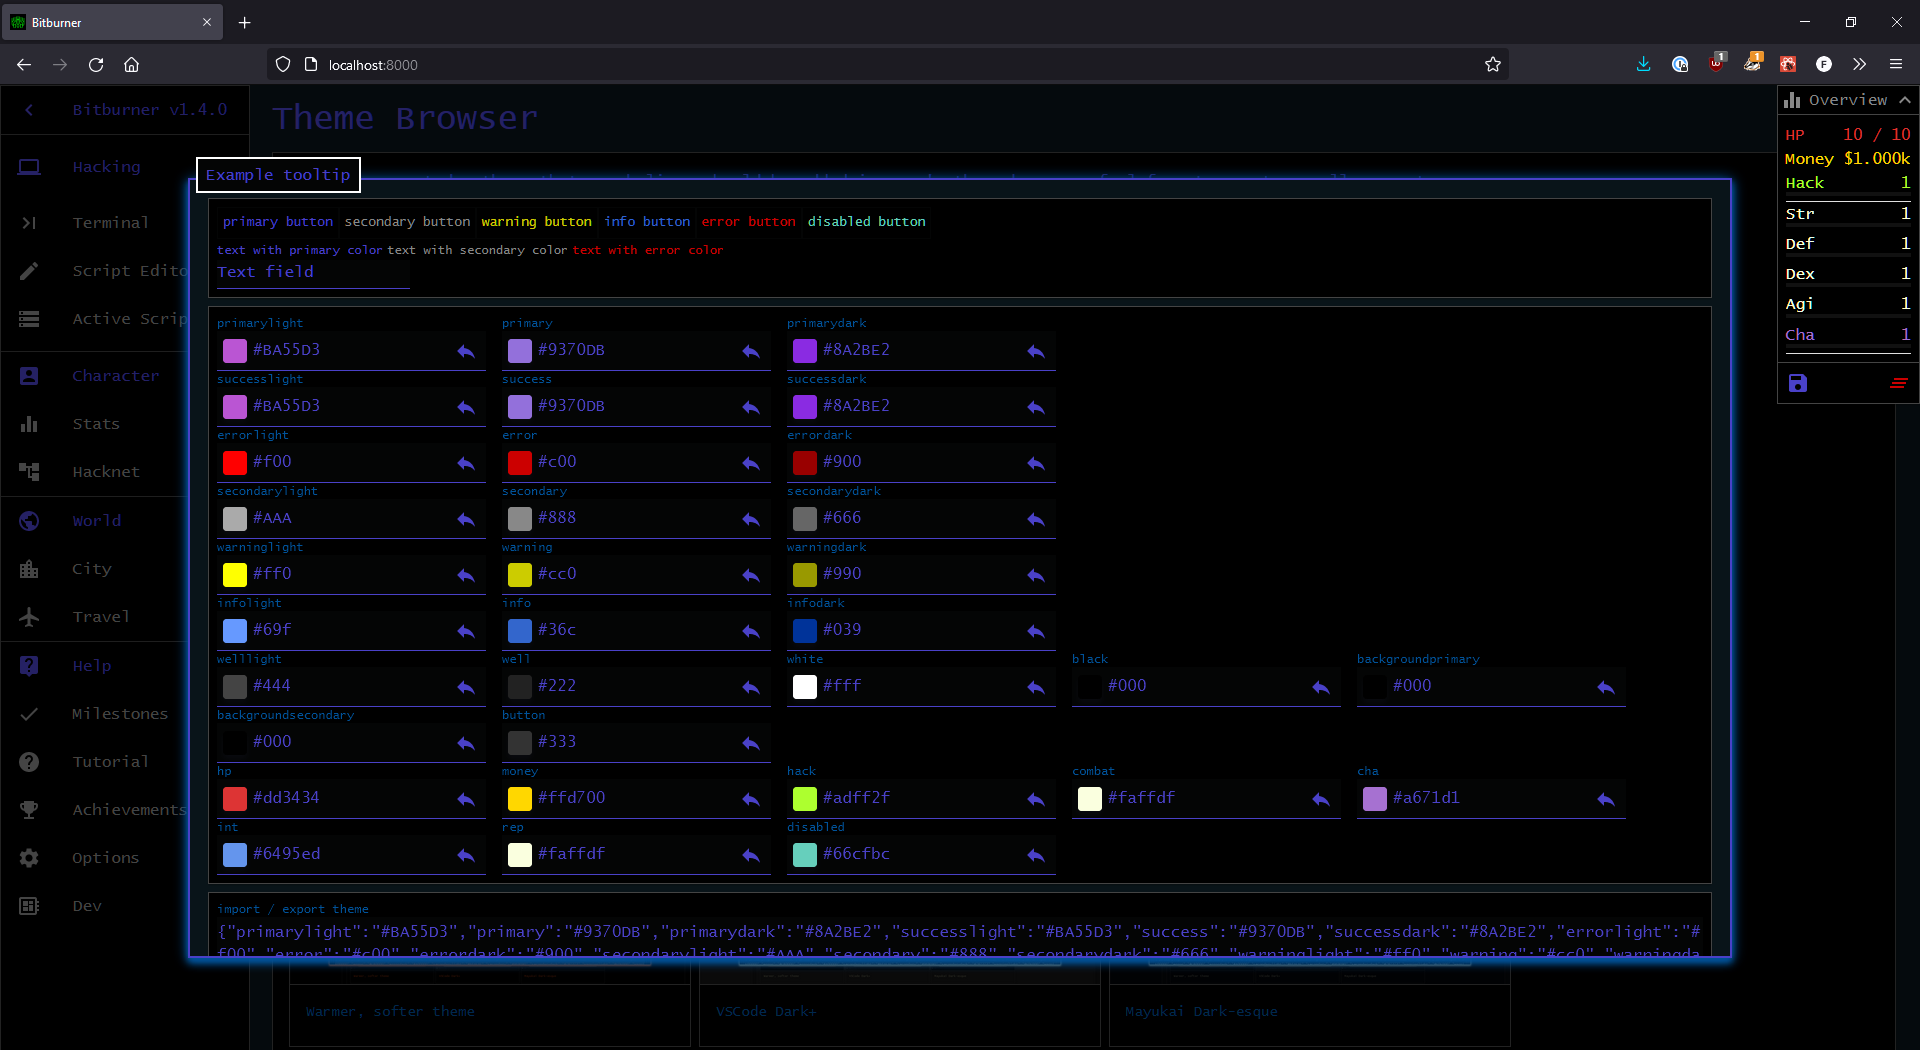 Bitburner
localhost:8000
1
1
Bitburner v1.4.0
Theme Browser
Overview
HP 10 / 10
Money $1.000k
Hack 1
Str 1
Def 1
Dex 1
Agi 1
Cha 1
Hacking
Terminal
Script Edito
Active Scrip
Character
Stats
Hacknet
World
City
Travel
Help
Milestones
Tutorial
Achievements
Options
Dev
Example tooltip
primary button secondary button warning button info button error button disabled button
text with primary color text with secondary color text with error color
Text field
primarylight primary primarydark
#BA55D3 #9370DB #8A2BE2
successlight success successdark
#BA55D3 #9370DB #8A2BE2
errorlight error errordark
#f00 #c00 #900
secondarylight secondary secondarydark
#AAA #888 #666
warninglight warning warningdark
#ff0 #cc0 #990
infolight info infodark
#69f #36c #039
welllight well white black backgroundprimary
#444 #222 #fff #000 #000
backgroundsecondary button
#000 #333
hp money hack combat cha
#dd3434 #ffd700 #adff2f #faffdf #a671d1
int rep disabled
#6495ed #faffdf #66cfbc
import / export theme
{"primarylight":"#BA55D3","primary":"#9370DB","primarydark":"#8A2BE2","successlight":"#BA55D3","success":"#9370DB","successdark":"#8A2BE2","errorlight":"#
f00","error":"#c00","errordark":"#900","secondarylight":"#AAA","secondary":"#888","secondarydark":"#666","warninglight":"#ff0","warning":"#cc0","warningda
Warmer, softer theme
VSCode Dark+
Mayukai Dark-esque